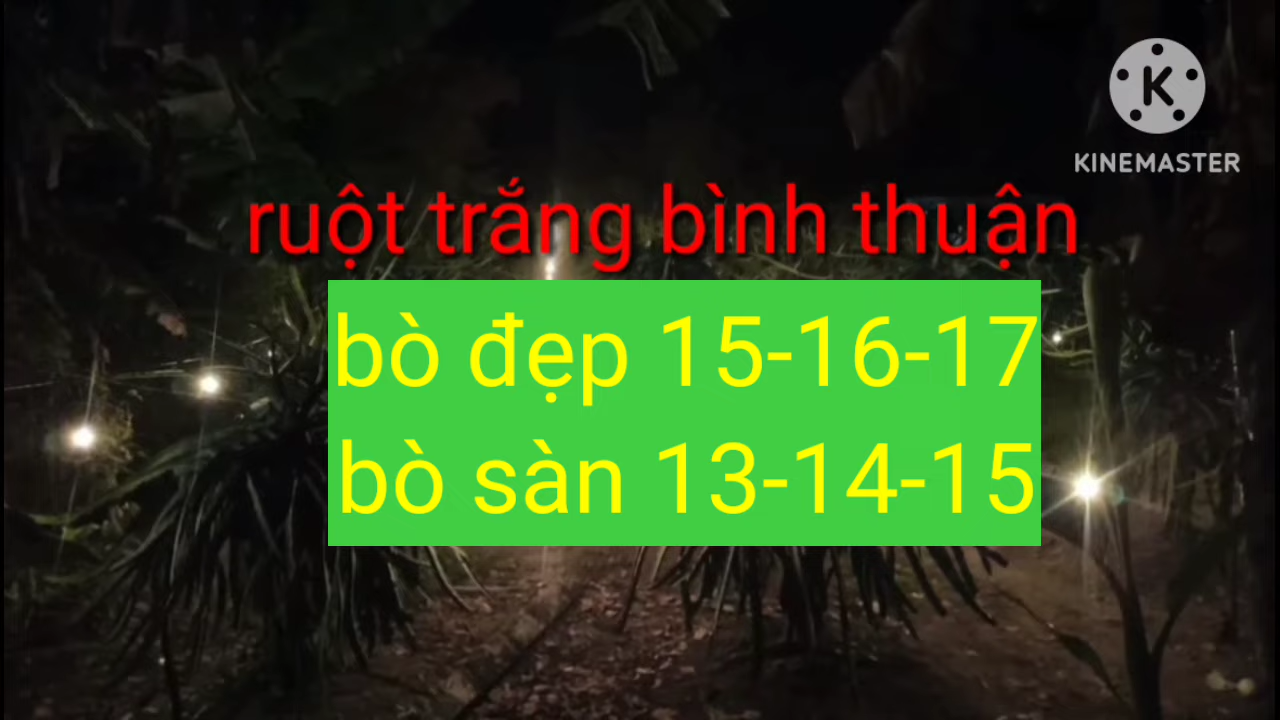 KINEMASTER
ruột trắng bình thuận
bò đẹp 15-16-17
bò sàn 13-14-15